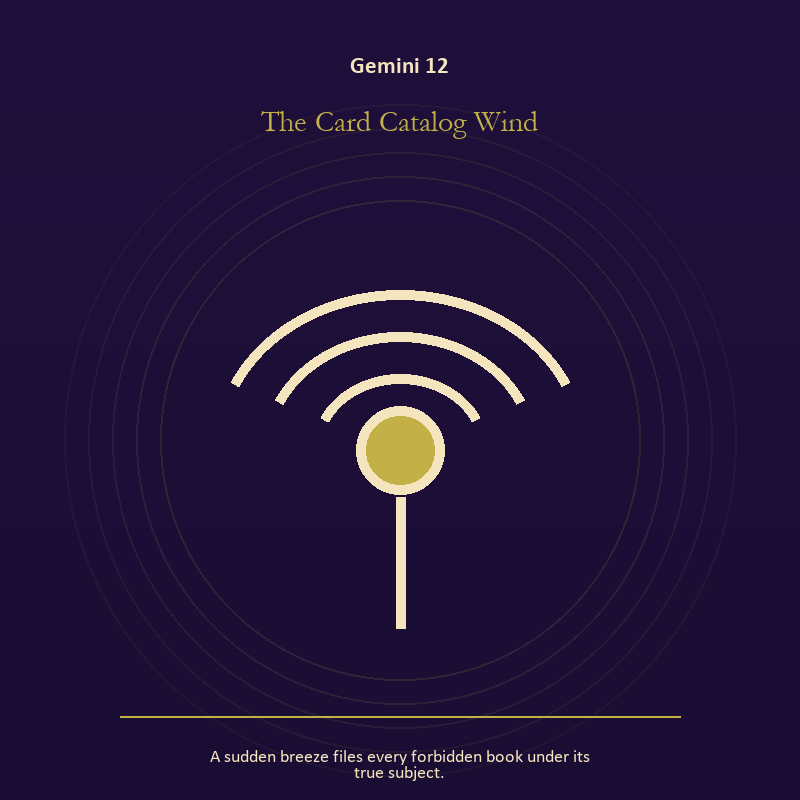 Gemini 12
The Card Catalog Wind
A sudden breeze files every forbidden book under its
true subject.